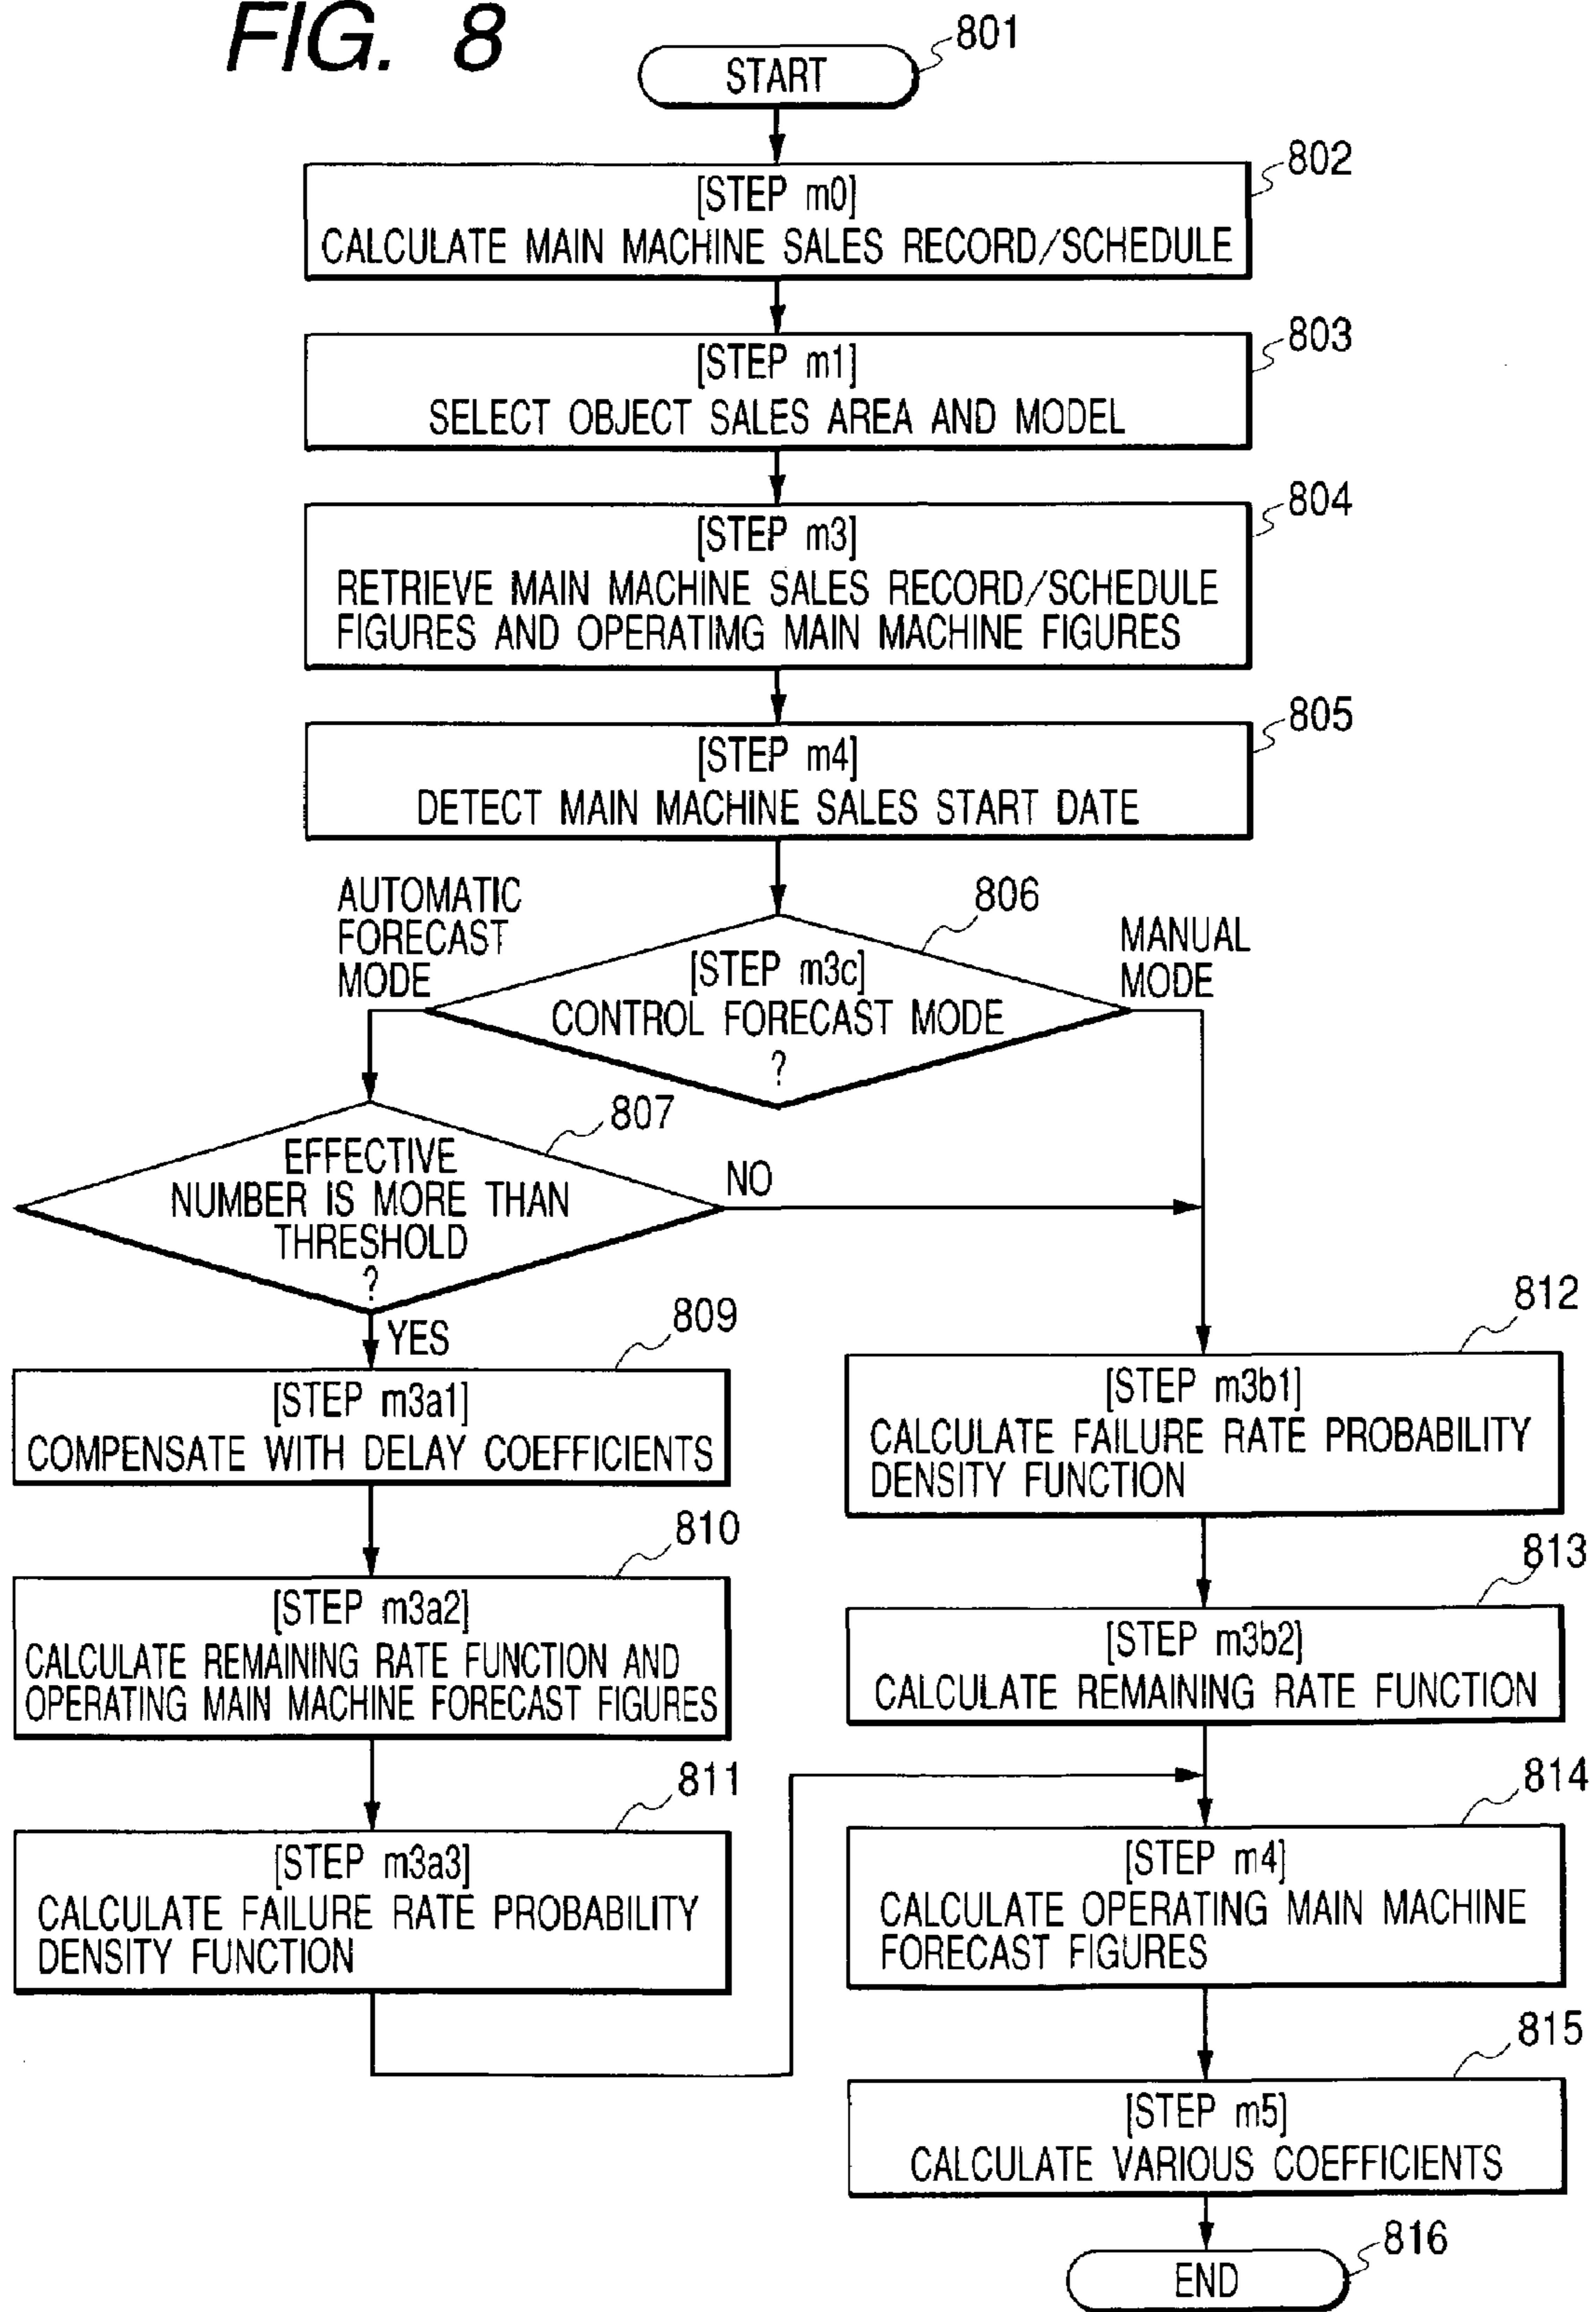 FIG. 8
START
801
802
[STEP m0]
CALCULATE MAIN MACHINE SALES RECORD/SCHEDULE
803
[STEP m1]
SELECT OBJECT SALES AREA AND MODEL
804
[STEP m3]
RETRIEVE MAIN MACHINE SALES RECORD/SCHEDULE
FIGURES AND OPERATIMG MAIN MACHINE FIGURES
805
[STEP m4]
DETECT MAIN MACHINE SALES START DATE
806
AUTOMATIC
FORECAST
MODE
[STEP m3c]
CONTROL FORECAST MODE
?
MANUAL
MODE
807
EFFECTIVE
NUMBER IS MORE THAN
THRESHOLD
?
NO
YES
809
[STEP m3a1]
COMPENSATE WITH DELAY COEFFICIENTS
810
[STEP m3a2]
CALCULATE REMAINING RATE FUNCTION AND
OPERATING MAIN MACHINE FORECAST FIGURES
811
[STEP m3a3]
CALCULATE FAILURE RATE PROBABILITY
DENSITY FUNCTION
812
[STEP m3b1]
CALCULATE FAILURE RATE PROBABILITY
DENSITY FUNCTION
813
[STEP m3b2]
CALCULATE REMAINING RATE FUNCTION
814
[STEP m4]
CALCULATE OPERATING MAIN MACHINE
FORECAST FIGURES
815
[STEP m5]
CALCULATE VARIOUS COEFFICIENTS
816
END